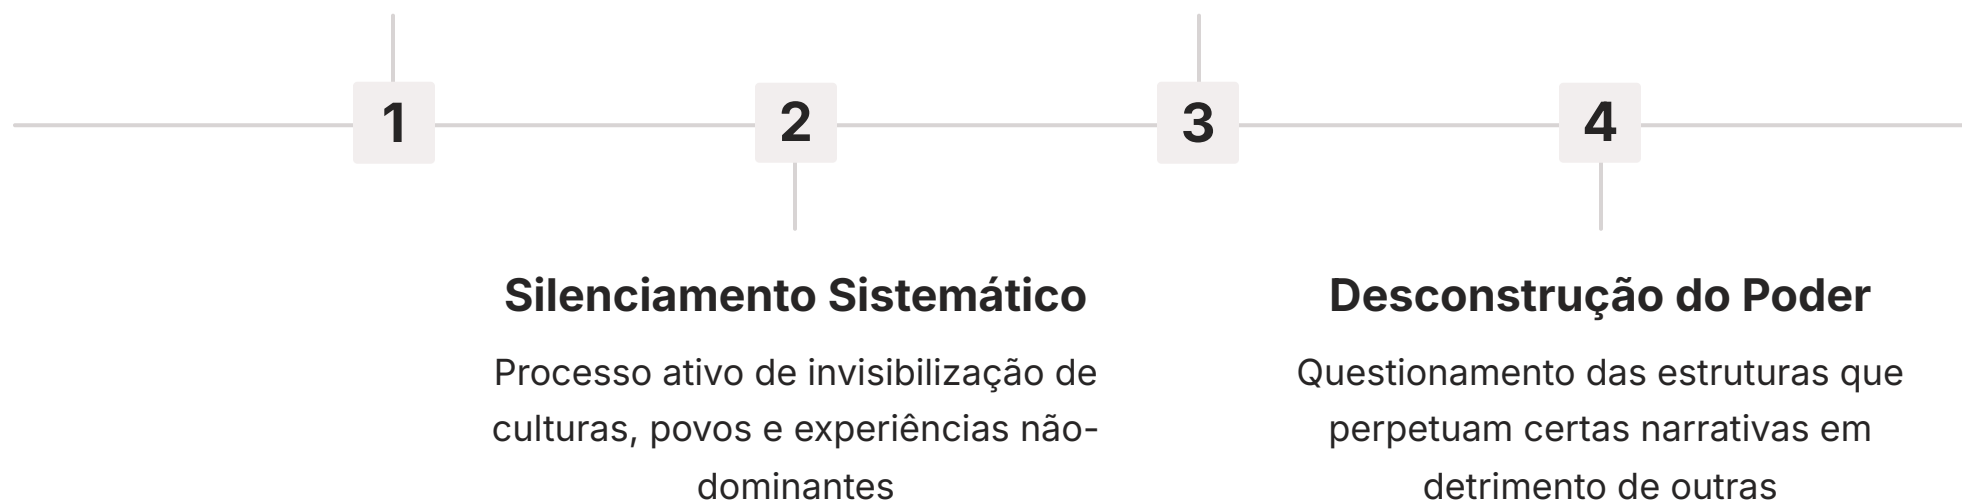 1
2
3
4
Silenciamento Sistemático
Processo ativo de invisibilização de
culturas, povos e experiências não-
dominantes
Desconstrução do Poder
Questionamento das estruturas que
perpetuam certas narrativas em
detrimento de outras